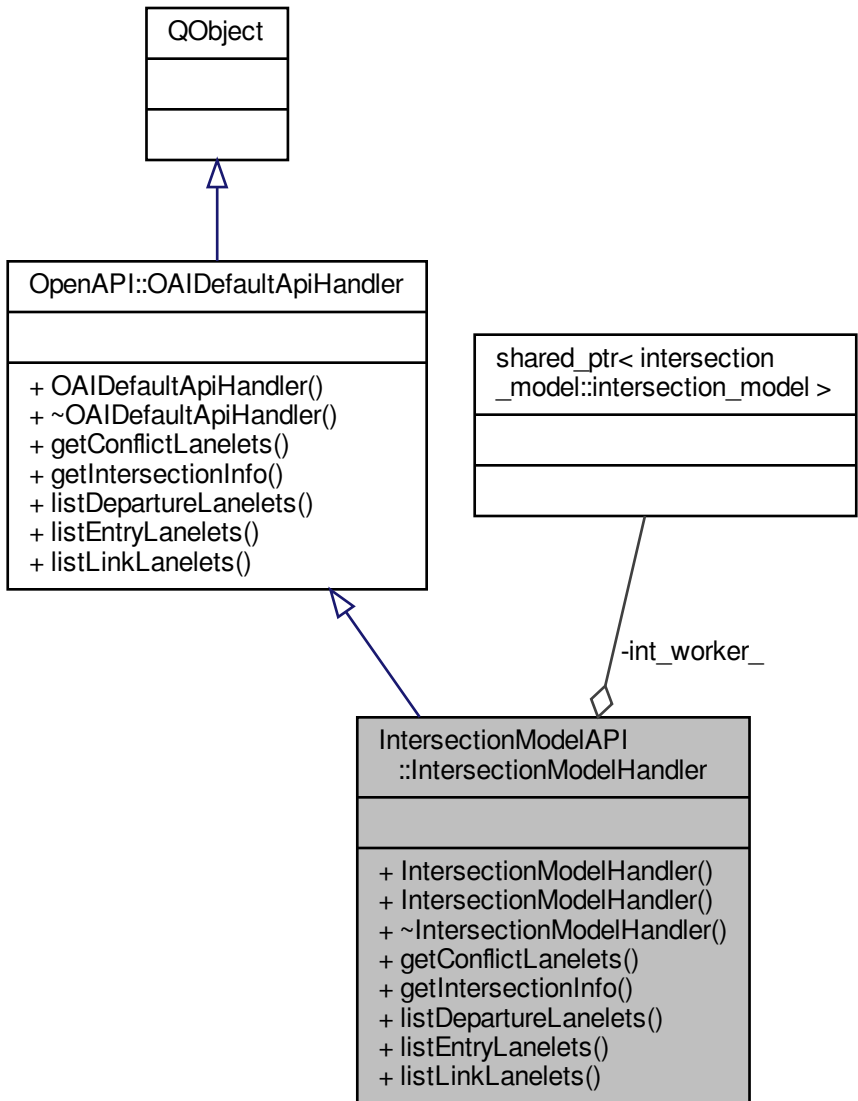 QObject
OpenAPI::OAIDefaultApiHandler
+ OAIDefaultApiHandler()
+ ~OAIDefaultApiHandler()
+ getConflictLanelets()
+ getIntersectionInfo()
+ listDepartureLanelets()
+ listEntryLanelets()
+ listLinkLanelets()
shared_ptr< intersection
_model::intersection_model >
-int_worker_
IntersectionModelAPI
::IntersectionModelHandler
+ IntersectionModelHandler()
+ IntersectionModelHandler()
+ ~IntersectionModelHandler()
+ getConflictLanelets()
+ getIntersectionInfo()
+ listDepartureLanelets()
+ listEntryLanelets()
+ listLinkLanelets()